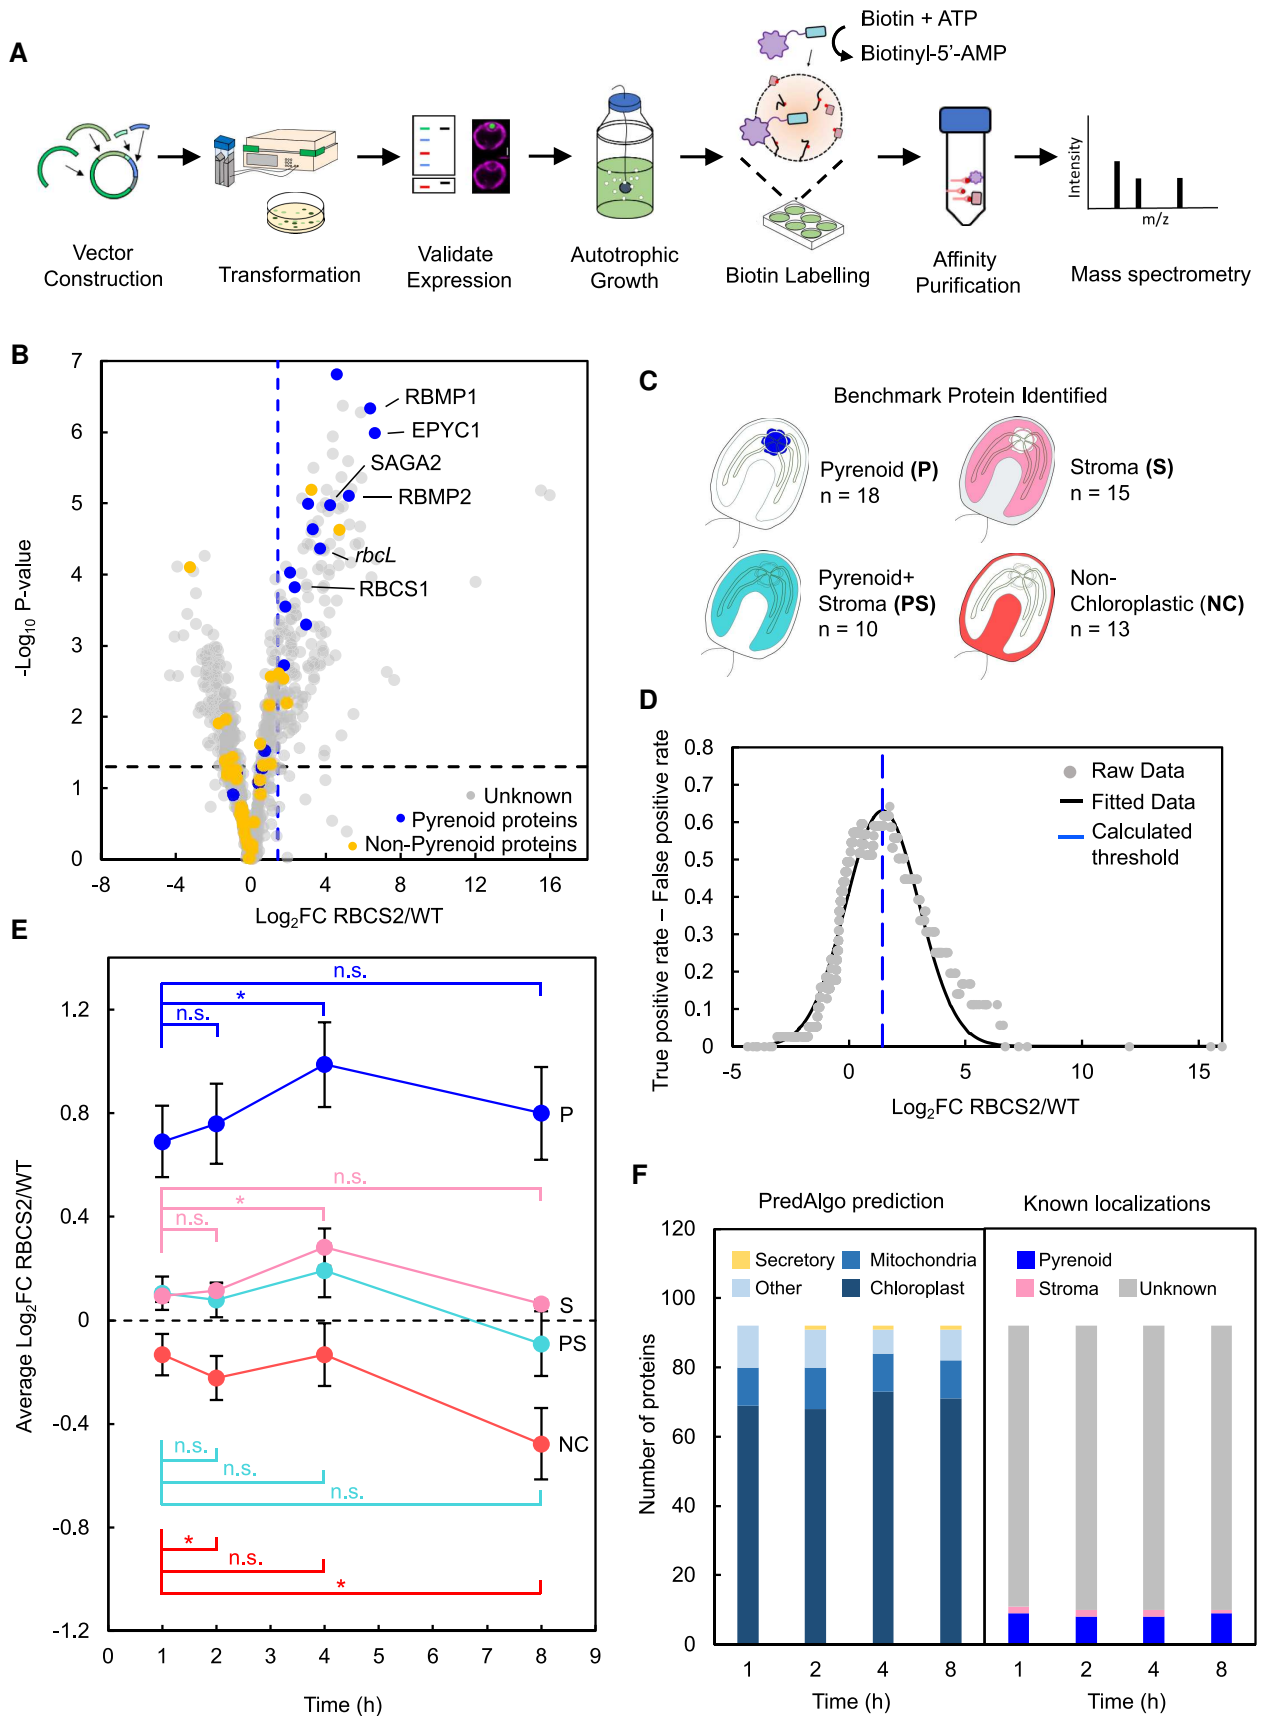 A
Biotin + ATP
Biotinyl-5'-AMP
Vector
Construction
Transformation
Validate
Expression
Autotrophic
Growth
Biotin Labelling
Affinity
Purification
Intensity
m/z
Mass spectrometry
B
-Log10 P-value
7
6
5
4
3
2
1
0
-8
-4
0
4
8
12
16
Log2FC RBCS2/WT
RBMP1
EPYC1
SAGA2
RBMP2
rbcL
RBCS1
Unknown
Pyrenoid proteins
Non-Pyrenoid proteins
C
Benchmark Protein Identified
Pyrenoid (P)
n = 18
Stroma (S)
n = 15
Pyrenoid+
Stroma (PS)
n = 10
Non-
Chloroplastic (NC)
n = 13
D
True positive rate – False positive rate
0.8
0.7
0.6
0.5
0.4
0.3
0.2
0.1
0
-5
0
5
10
15
Log2FC RBCS2/WT
Raw Data
Fitted Data
Calculated
threshold
E
Average Log2FC RBCS2/WT
1.2
0.8
0.4
0
-0.4
-0.8
-1.2
n.s.
*
n.s.
P
n.s.
*
n.s.
S
PS
NC
n.s.
n.s.
n.s.
*
n.s.
*
0
1
2
3
4
5
6
7
8
9
Time (h)
F
PredAlgo prediction
Known localizations
Number of proteins
120
100
80
60
40
20
0
Secretory
Mitochondria
Other
Chloroplast
Pyrenoid
Stroma
Unknown
1
2
4
8
1
2
4
8
Time (h)
Time (h)